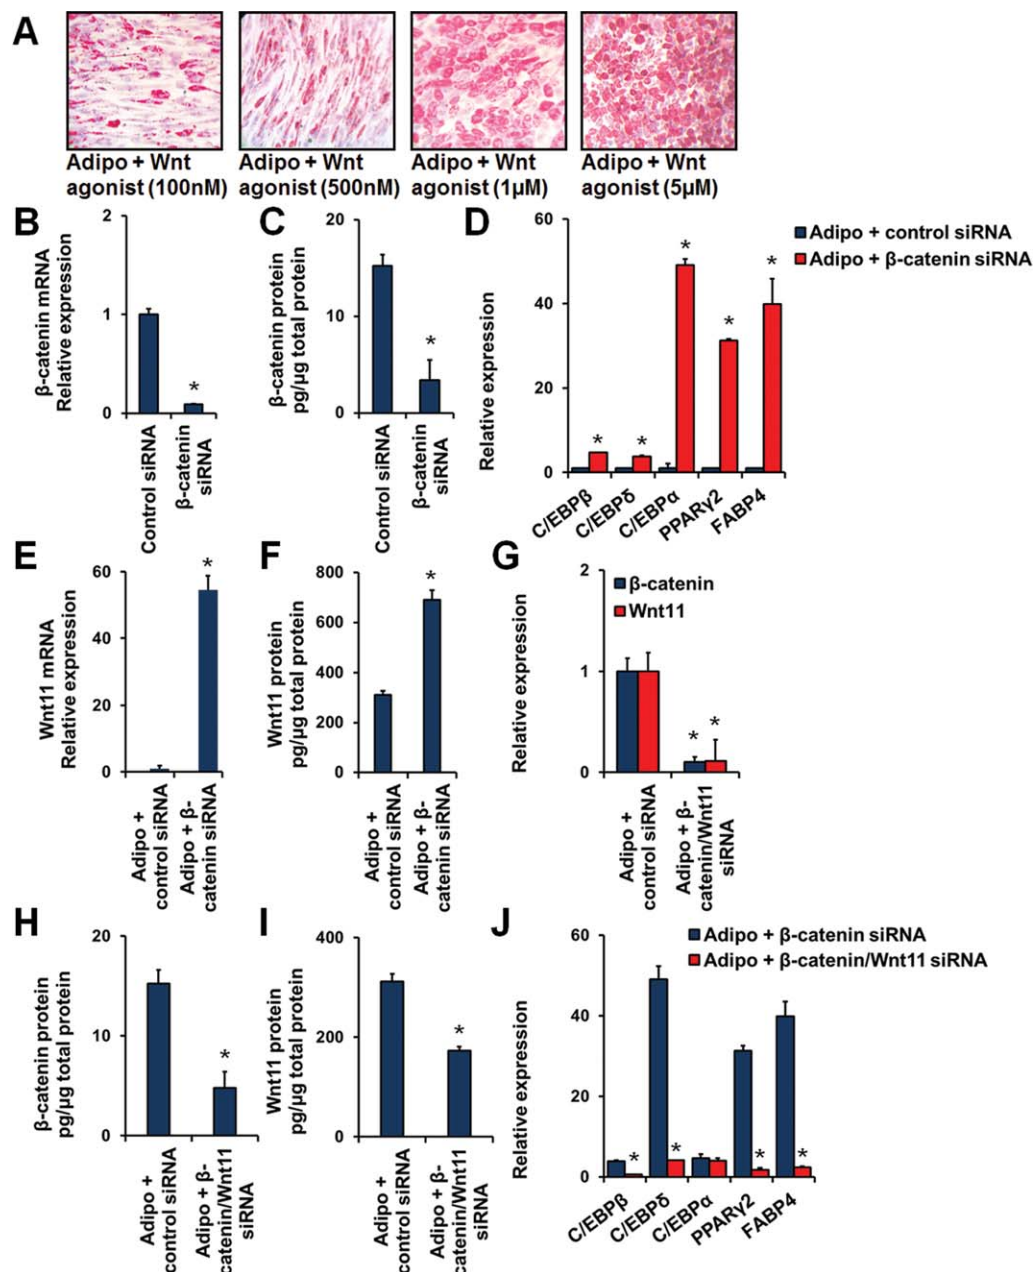 A
Adipo + Wnt
agonist (100nM)
Adipo + Wnt
agonist (500nM)
Adipo + Wnt
agonist (1µM)
Adipo + Wnt
agonist (5µM)
B
β-catenin mRNA
Relative expression
2
1
0
Control siRNA
β-catenin
siRNA
*
C
β-catenin protein
pg/µg total protein
20
10
0
Control siRNA
β-catenin
siRNA
*
D
Relative expression
60
40
20
0
Adipo + control siRNA
Adipo + β-catenin siRNA
*
*
*
*
*
C/EBPβ
C/EBPδ
C/EBPα
PPARγ2
FABP4
E
Wnt11 mRNA
Relative expression
60
40
20
0
*
Adipo +
control siRNA
Adipo + β-
catenin siRNA
F
Wnt11 protein
pg/µg total protein
800
600
400
200
0
*
Adipo +
control siRNA
Adipo + β-
catenin siRNA
G
Relative expression
2
1
0
β-catenin
Wnt11
*
*
Adipo +
control siRNA
Adipo + β-
catenin/Wnt11
siRNA
H
β-catenin protein
pg/µg total protein
20
10
0
*
Adipo +
control siRNA
Adipo + β-
catenin/Wnt11
siRNA
I
Wnt11 protein
pg/µg total protein
400
200
0
*
Adipo +
control siRNA
Adipo + β-
catenin/Wnt11
siRNA
J
Relative expression
60
40
20
0
Adipo + β-catenin siRNA
Adipo + β-catenin/Wnt11 siRNA
*
*
*
*
C/EBPβ
C/EBPδ
C/EBPα
PPARγ2
FABP4